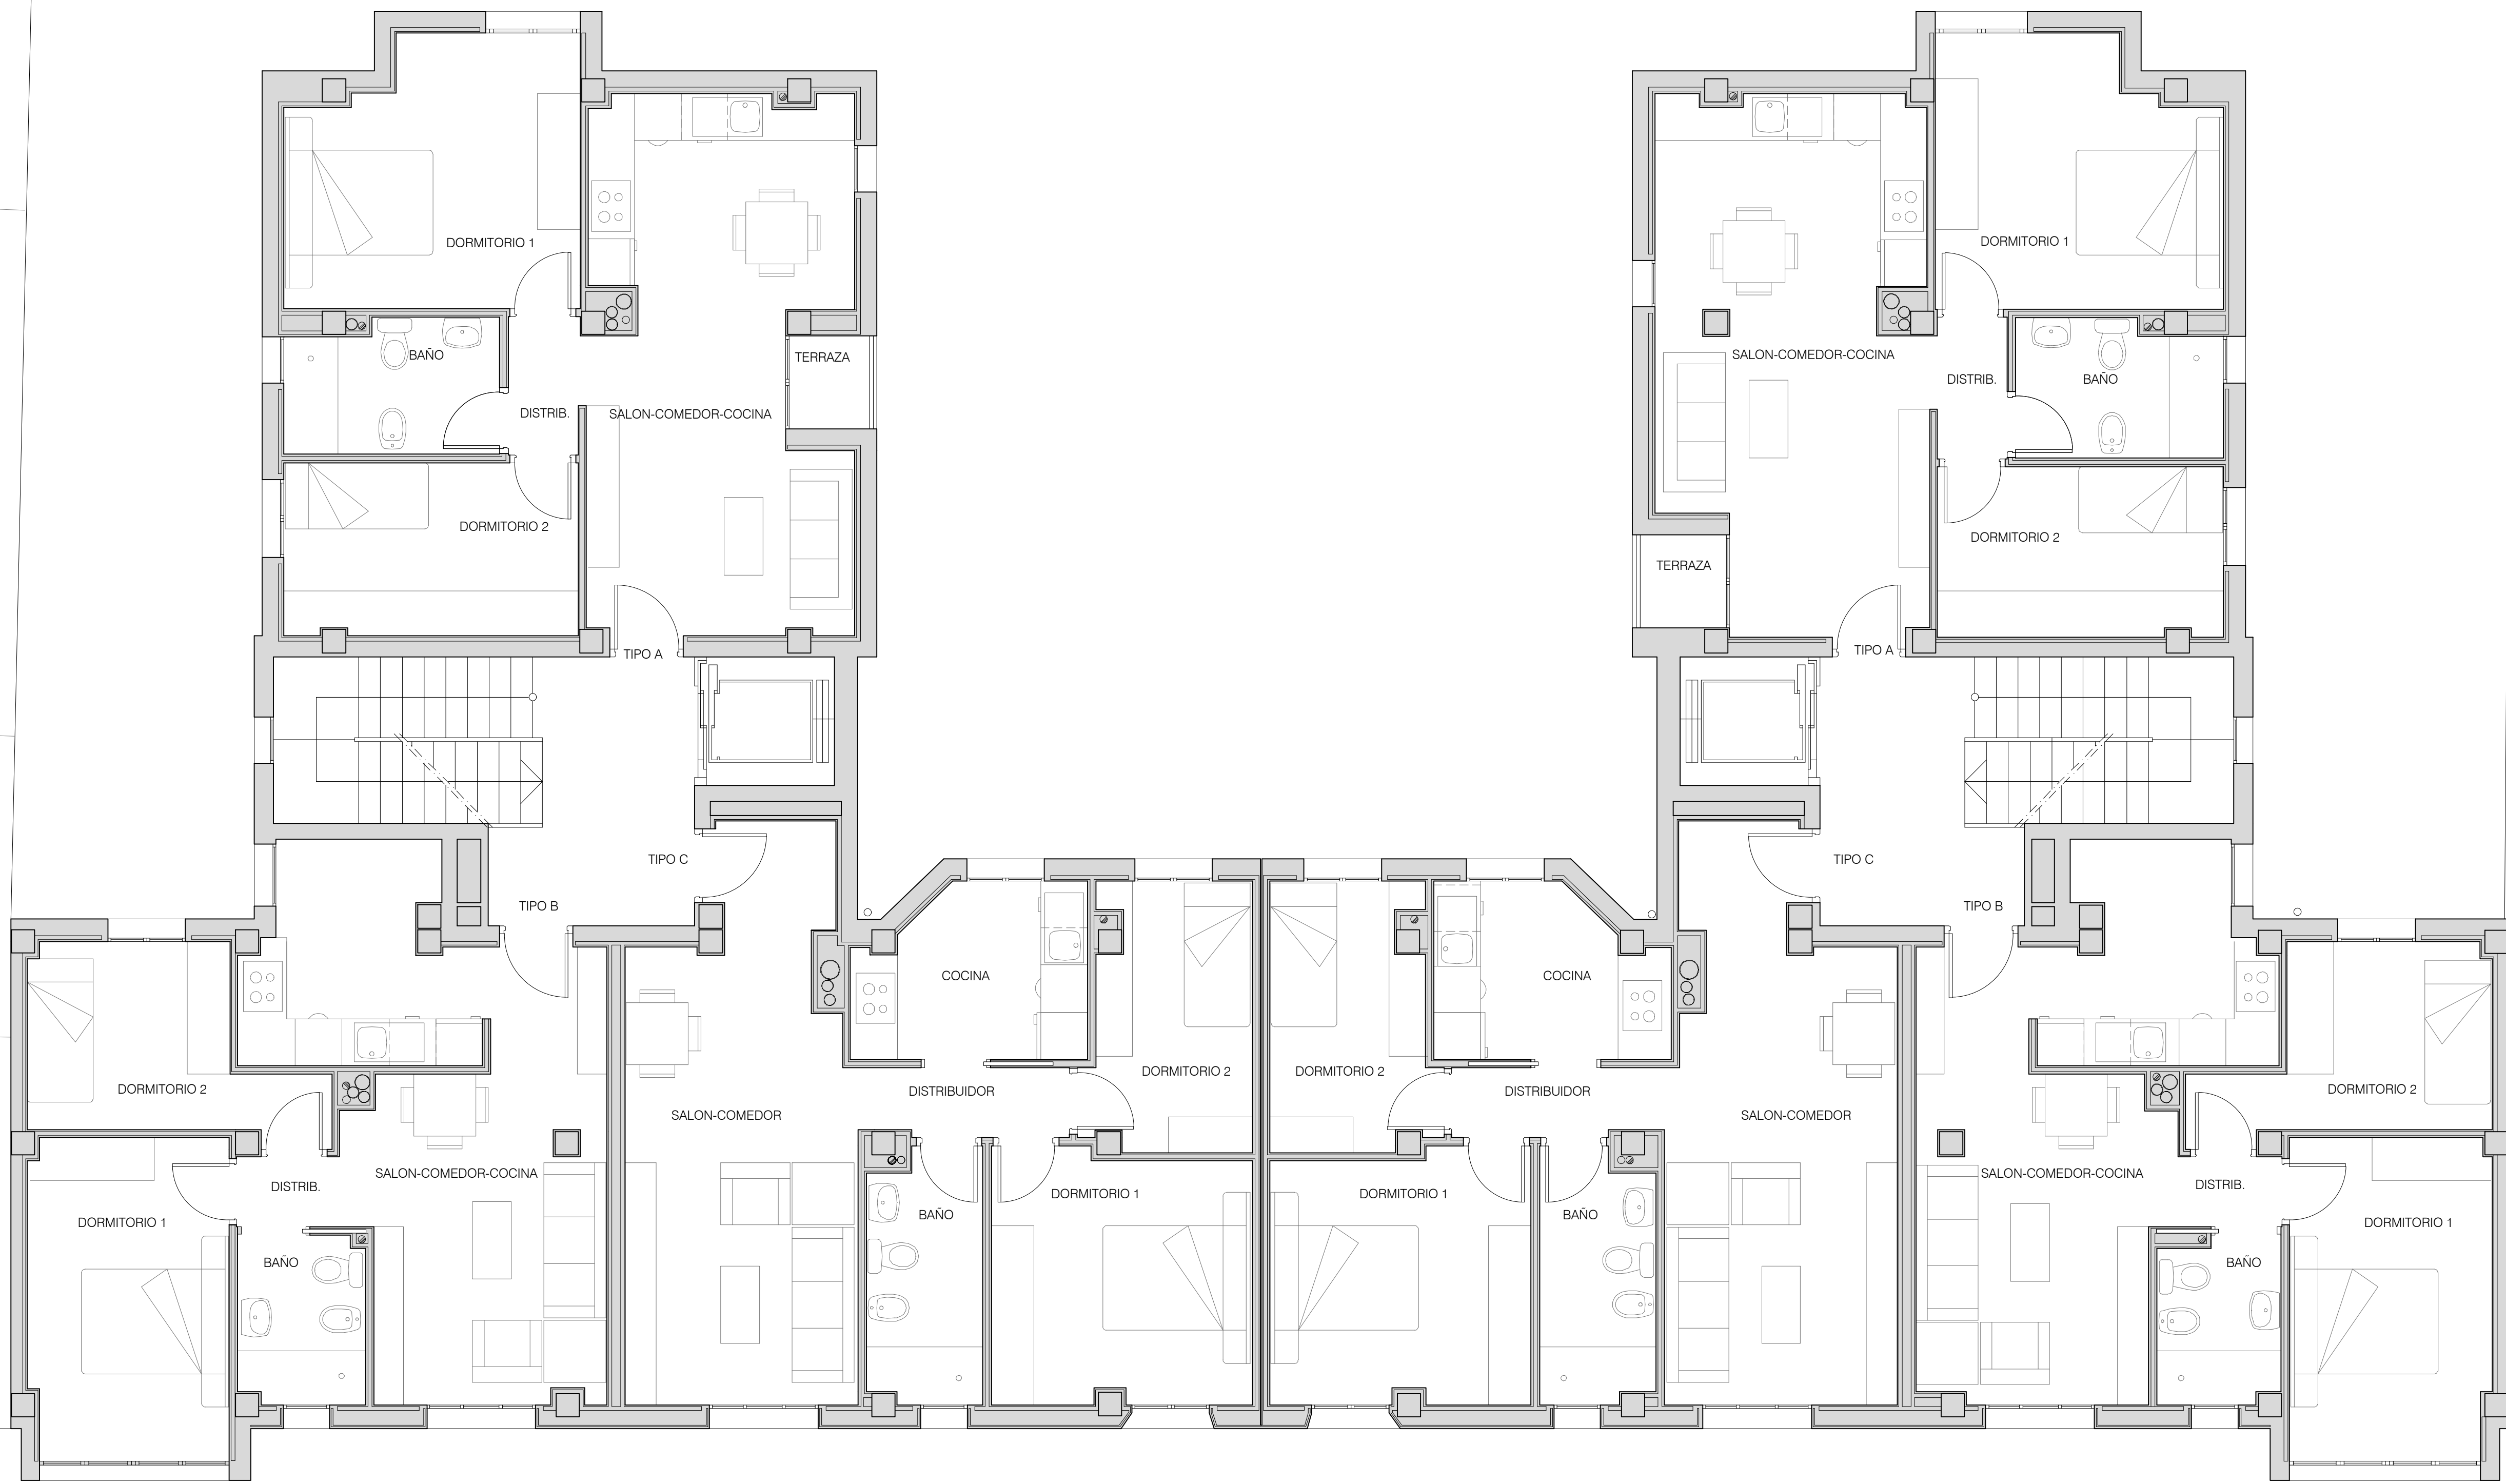 DORMITORIO 1
BAÑO
TERRAZA
DISTRIB.
SALON-COMEDOR-COCINA
DORMITORIO 2
TIPO A
TIPO C
TIPO B
DORMITORIO 2
SALON-COMEDOR-COCINA
DISTRIB.
DORMITORIO 1
BAÑO
COCINA
DISTRIBUIDOR
DORMITORIO 2
SALON-COMEDOR
DORMITORIO 1
BAÑO
DORMITORIO 1
SALON-COMEDOR-COCINA
DISTRIB.
BAÑO
DORMITORIO 2
TERRAZA
TIPO A
TIPO C
TIPO B
COCINA
DORMITORIO 2
DISTRIBUIDOR
SALON-COMEDOR
DORMITORIO 1
BAÑO
DORMITORIO 2
SALON-COMEDOR-COCINA
DISTRIB.
DORMITORIO 1
BAÑO